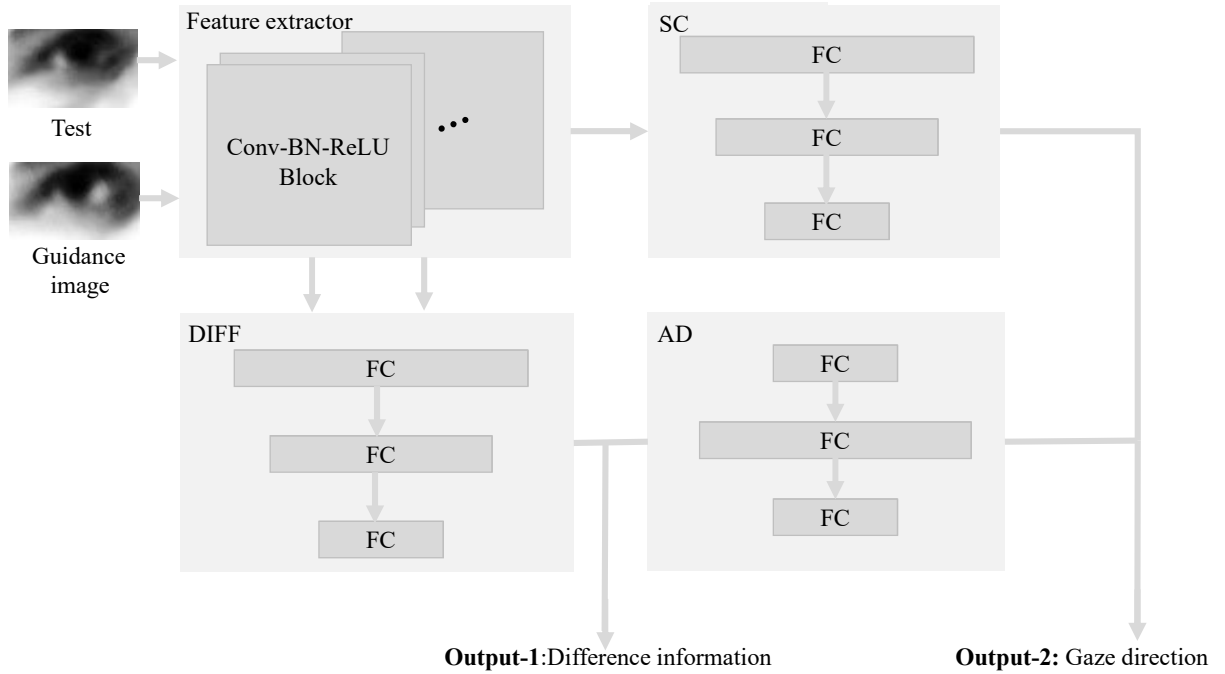 Feature extractor
Test
Guidance
image
Conv-BN-ReLU
Block
SC
FC
FC
FC
DIFF
FC
FC
FC
AD
FC
FC
FC
Output-1:Difference information
Output-2: Gaze direction